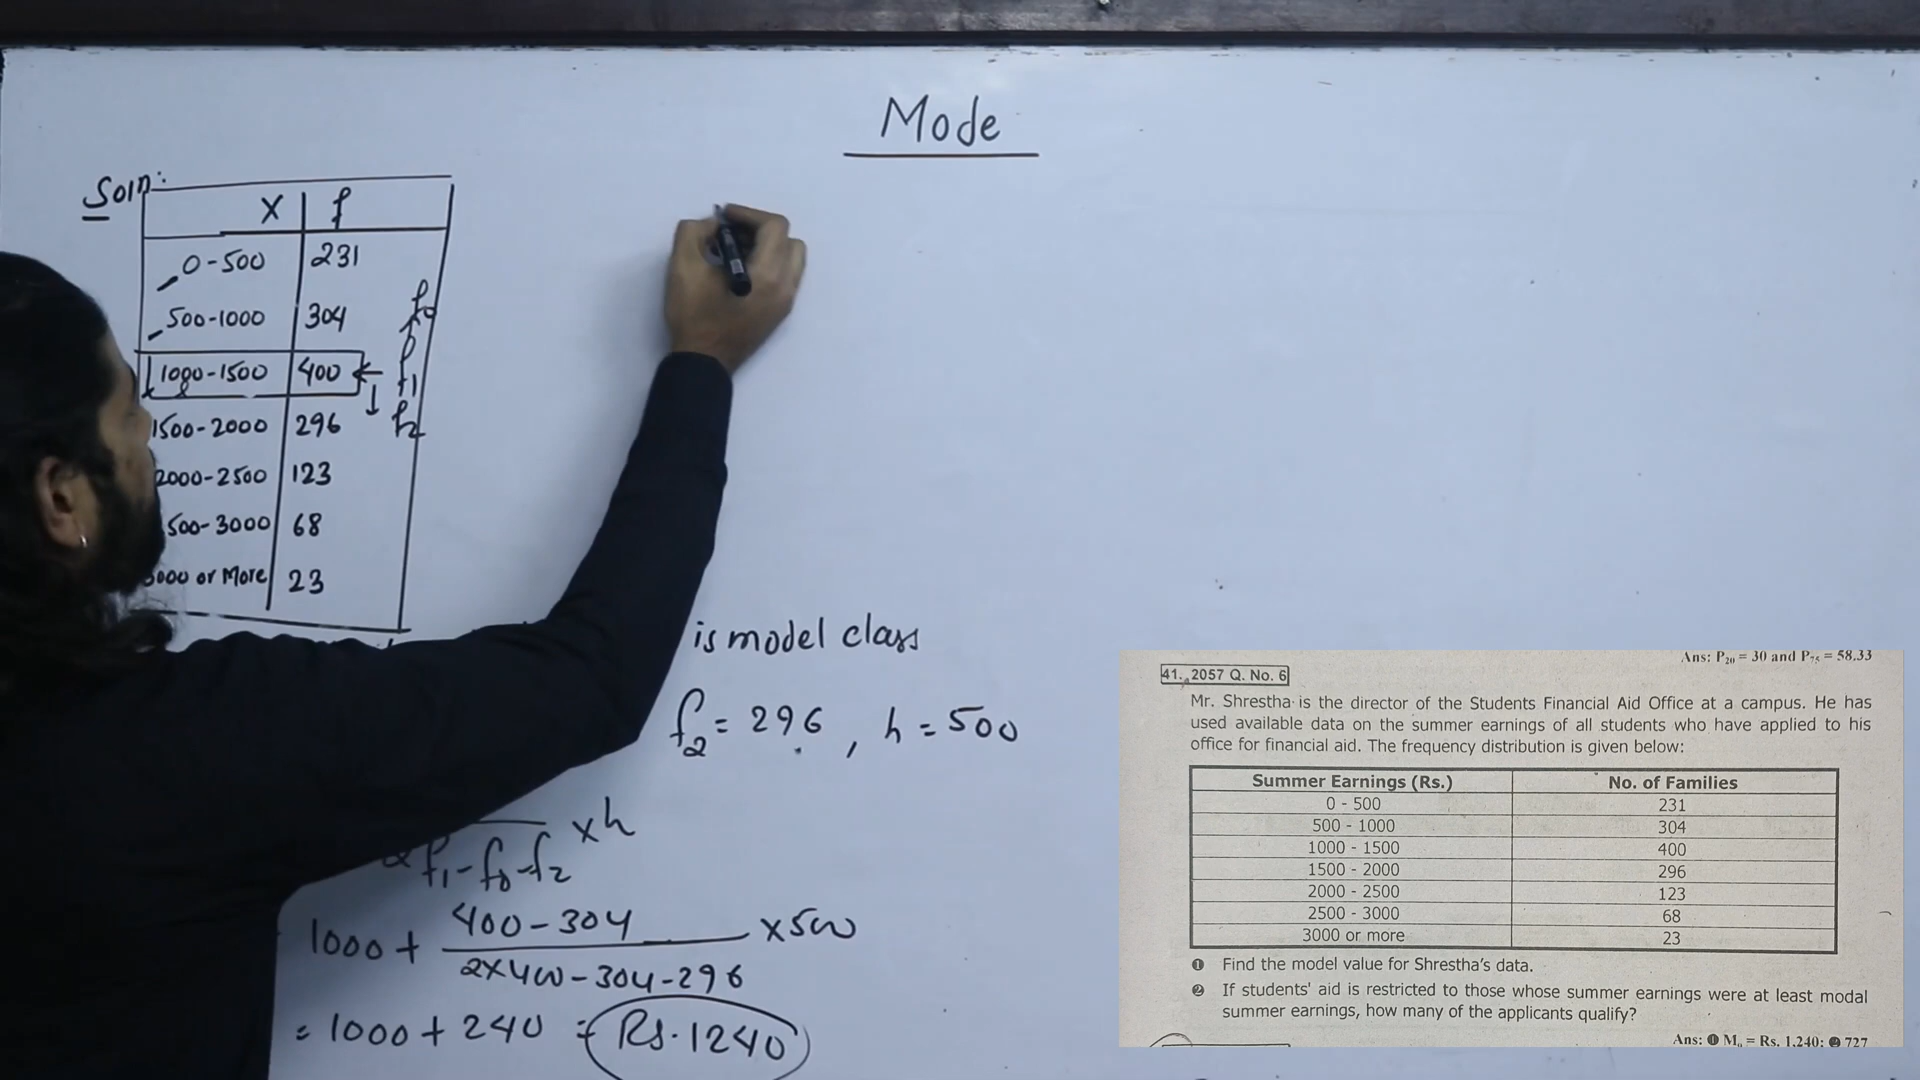 Mode
Soln:
X f
0-500 231
500-1000 304 f0
1000-1500 400 f1
1500-2000 296 f2
2000-2500 123
500-3000 68
000 or More 23
is model class
f2 = 296 , h = 500
2f1-f0-f2 xh
1000 + 400-304 x500
2x400-304-296
= 1000 + 240 = Rs. 1240
Ans: P20 = 30 and P75 = 58.33
41. 2057 Q. No. 6
Mr. Shrestha is the director of the Students Financial Aid Office at a campus. He has
used available data on the summer earnings of all students who have applied to his
office for financial aid. The frequency distribution is given below:
Summer Earnings (Rs.) No. of Families
0 - 500 231
500 - 1000 304
1000 - 1500 400
1500 - 2000 296
2000 - 2500 123
2500 - 3000 68
3000 or more 23
❶ Find the model value for Shrestha's data.
❷ If students' aid is restricted to those whose summer earnings were at least modal
summer earnings, how many of the applicants qualify?
Ans: ❶ M0 = Rs. 1,240; ❷ 727